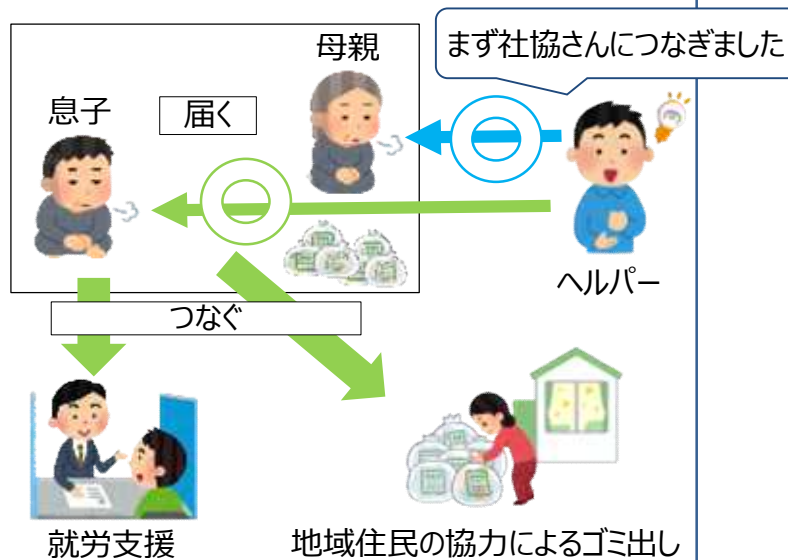 まず社協さんにつなぎました
母親
息子
届く
ヘルパー
つなぐ
就労支援
地域住民の協力によるゴミ出し